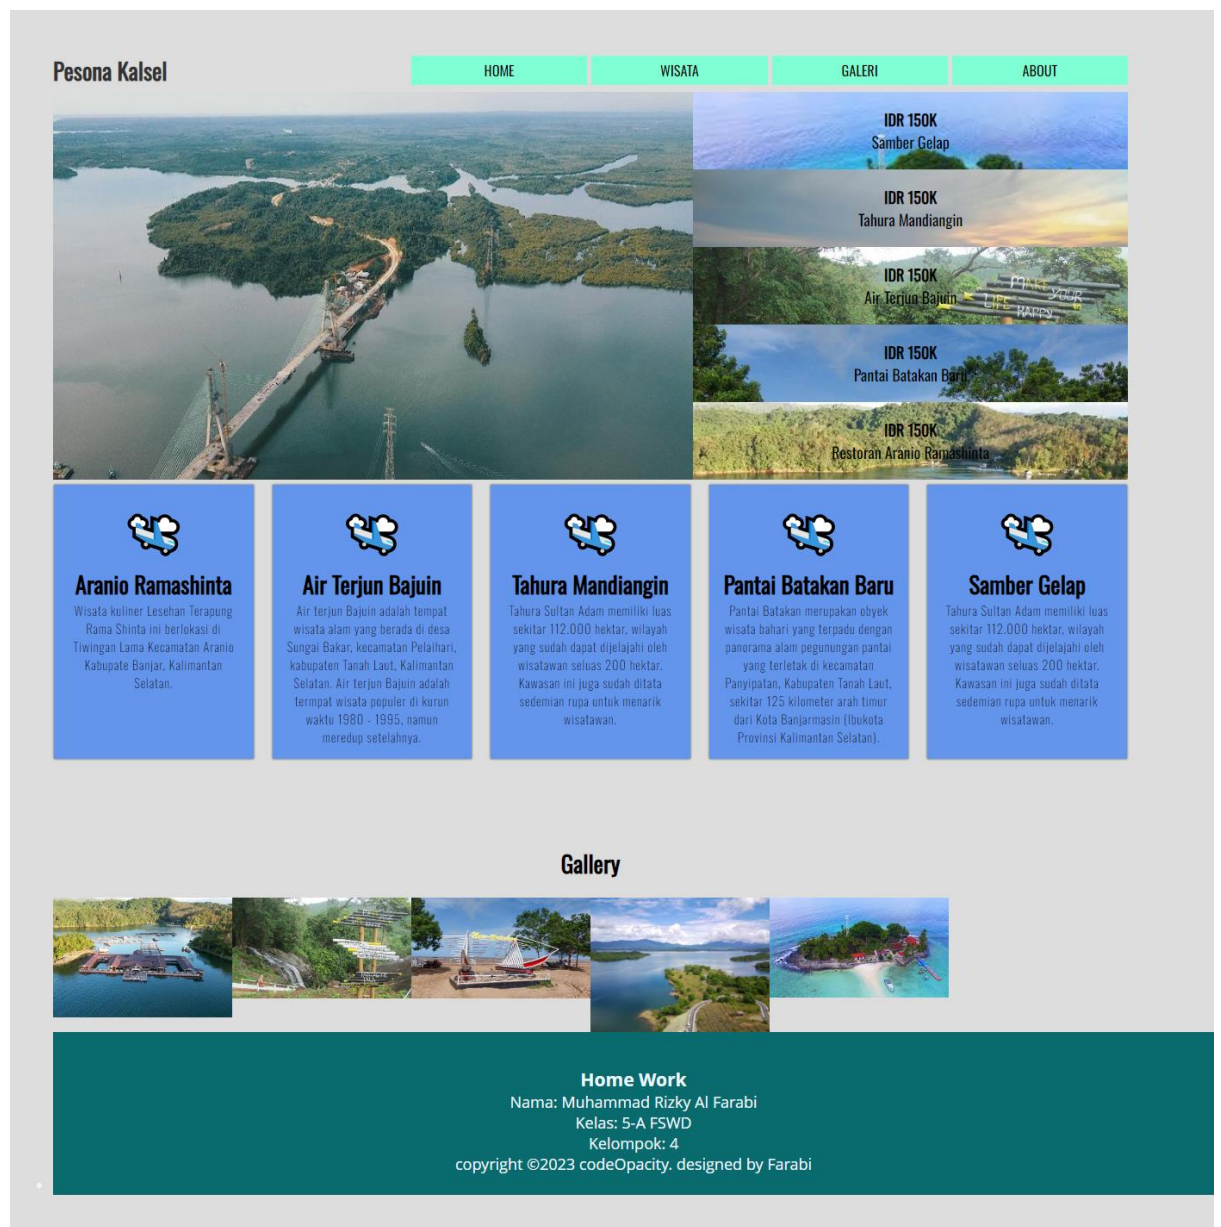 Pesona Kalsel
HOME
WISATA
GALERI
ABOUT
IDR 150K
Samber Gelap
IDR 150K
Tahura Mandiangin
IDR 150K
Air Terjun Bajuin
MAKE
YOUR
LIFE
HAPPY
IDR 150K
Pantai Batakan Baru
IDR 150K
Restoran Aranio Ramashinta
Aranio Ramashinta
Wisata kuliner Lesehan Terapung
Rama Shinta ini berlokasi di
Tiwingan Lama Kecamatan Aranio
Kabupate Banjar, Kalimantan
Selatan.
Air Terjun Bajuin
Air terjun Bajuin adalah tempat
wisata alam yang berada di desa
Sungai Bakar, kecamatan Pelaihari,
kabupaten Tanah Laut, Kalimantan
Selatan. Air terjun Bajuin adalah
termpat wisata populer di kurun
waktu 1980 - 1995, namun
meredup setelahnya.
Tahura Mandiangin
Tahura Sultan Adam memiliki luas
sekitar 112.000 hektar, wilayah
yang sudah dapat dijelajahi oleh
wisatawan seluas 200 hektar.
Kawasan ini juga sudah ditata
sedemian rupa untuk menarik
wisatawan.
Pantai Batakan Baru
Pantai Batakan merupakan obyek
wisata bahari yang terpadu dengan
panorama alam pegunungan pantai
yang terletak di kecamatan
Panyipatan, Kabupaten Tanah Laut,
sekitar 125 kilometer arah timur
dari Kota Banjarmasin (Ibukota
Provinsi Kalimantan Selatan).
Samber Gelap
Tahura Sultan Adam memiliki luas
sekitar 112.000 hektar, wilayah
yang sudah dapat dijelajahi oleh
wisatawan seluas 200 hektar.
Kawasan ini juga sudah ditata
sedemian rupa untuk menarik
wisatawan.
Gallery
Home Work
Nama: Muhammad Rizky Al Farabi
Kelas: 5-A FSWD
Kelompok: 4
copyright ©2023 codeOpacity. designed by Farabi